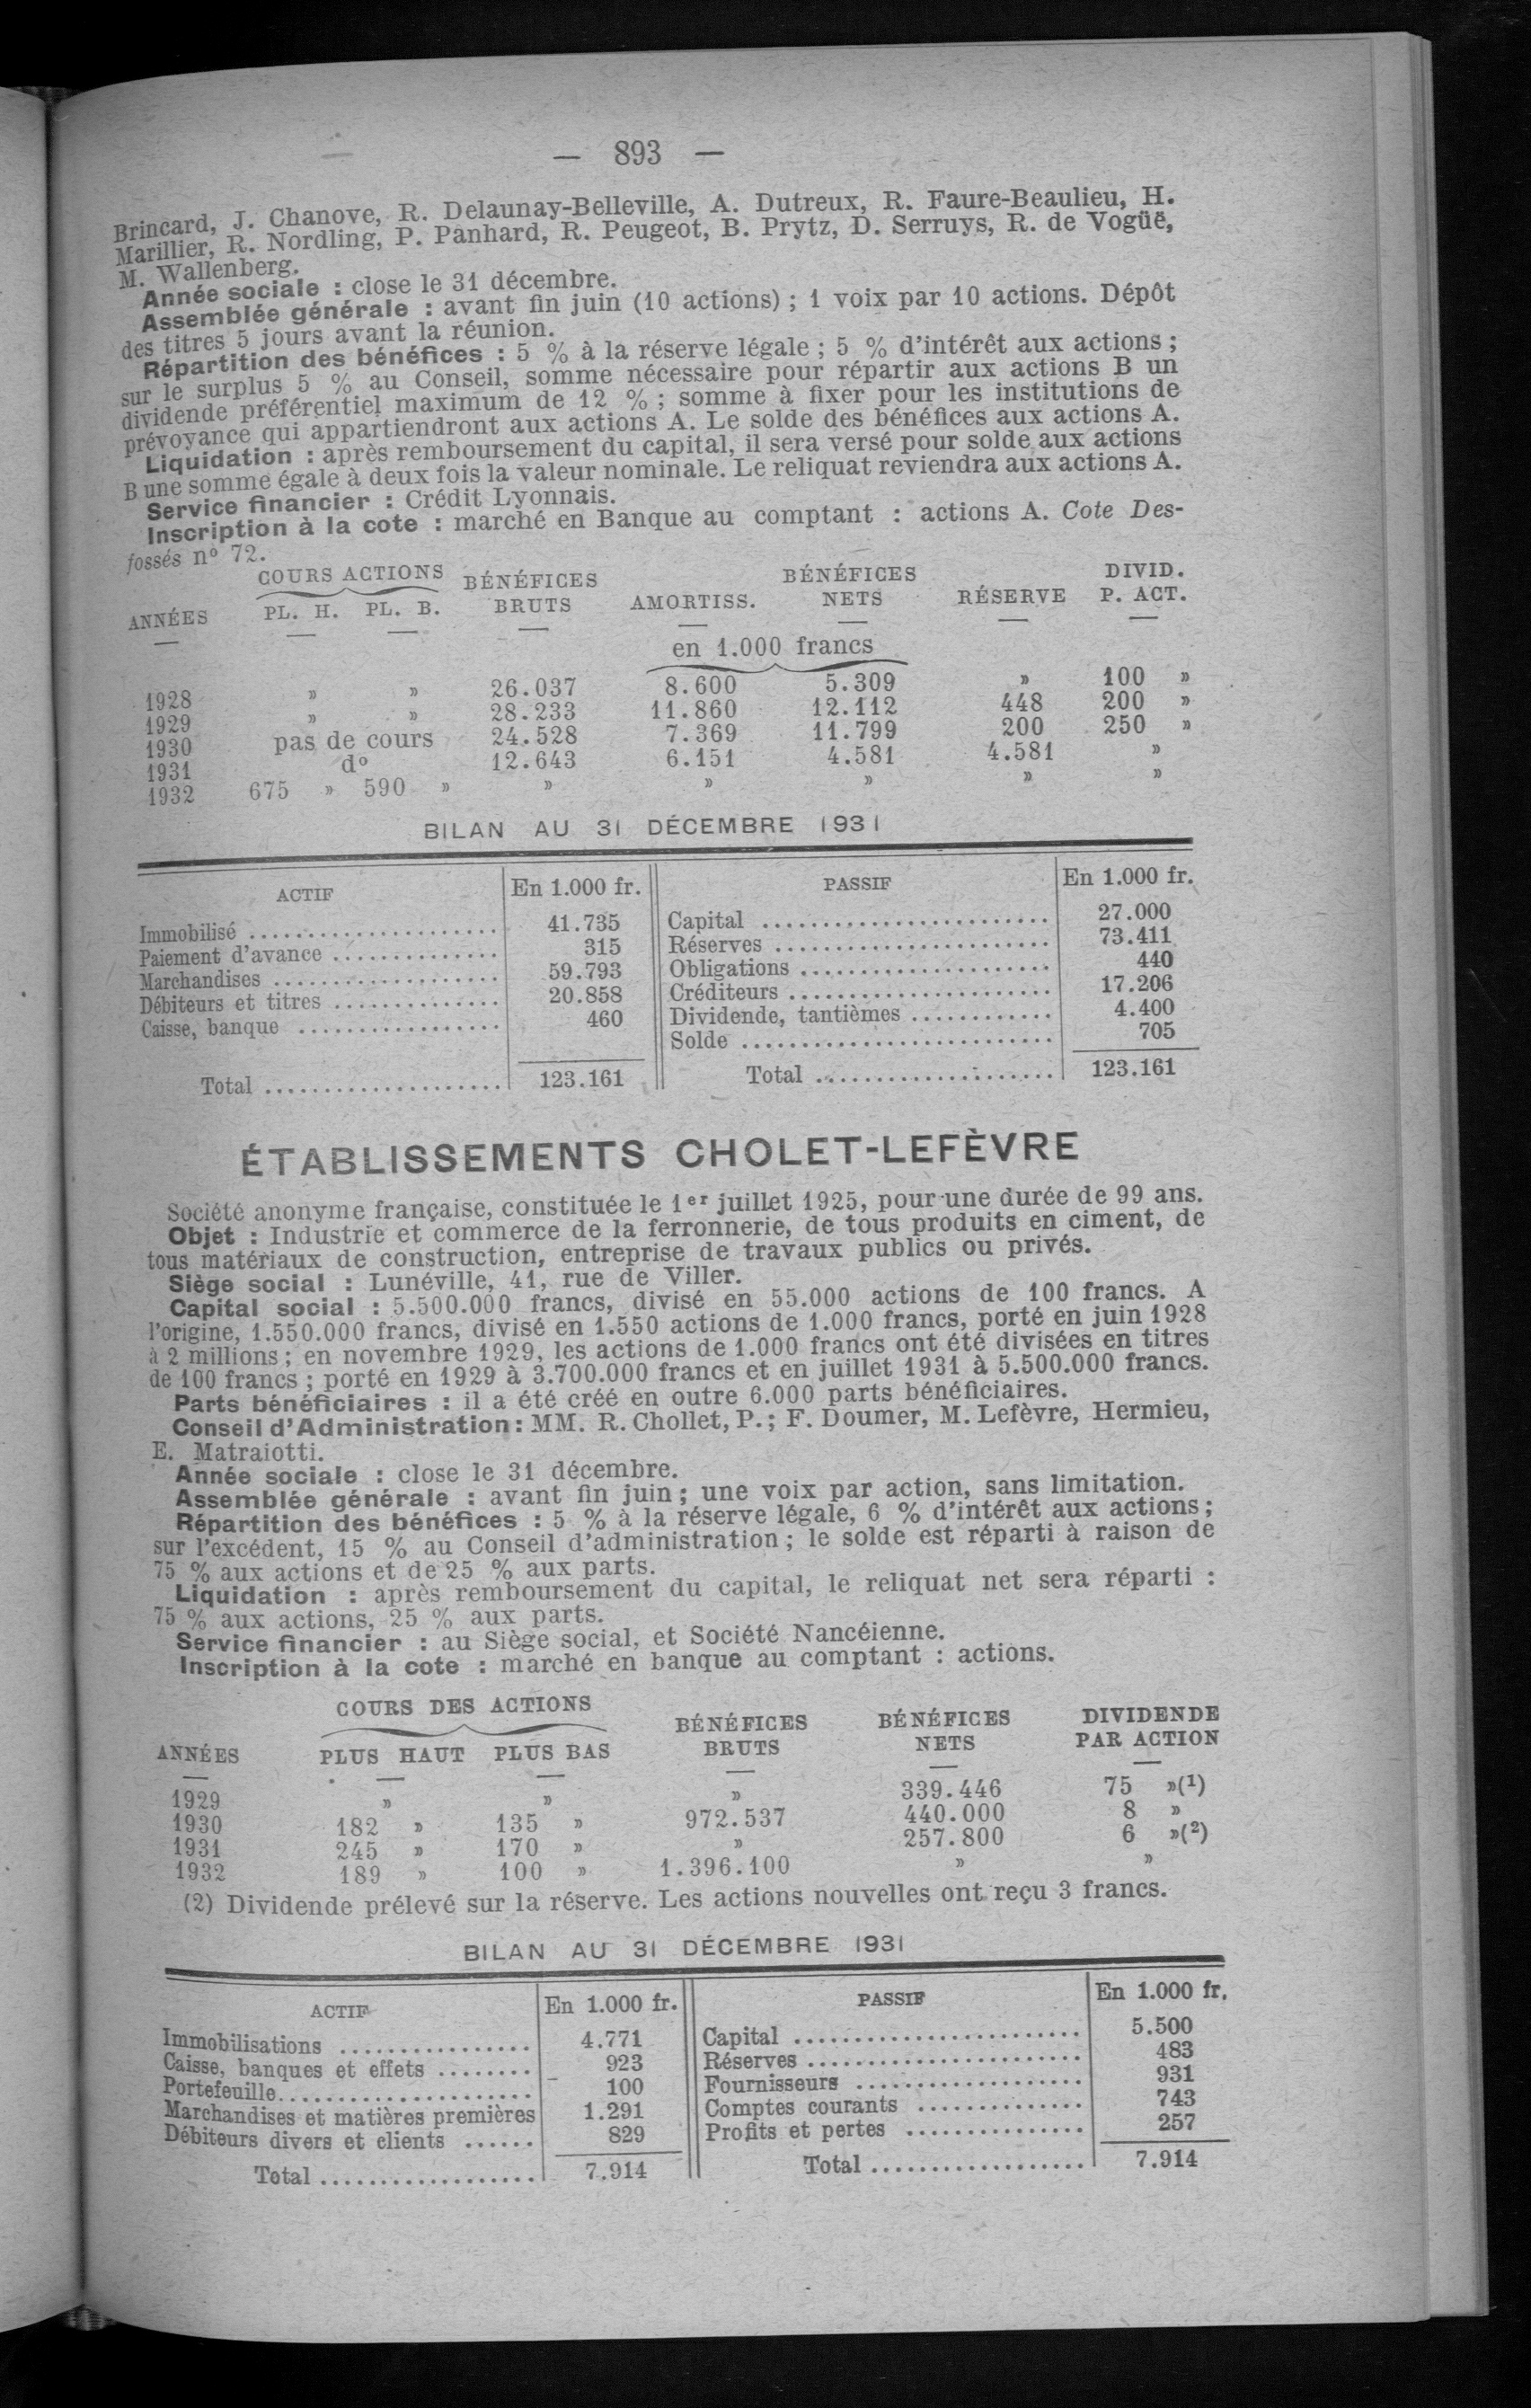 — 893 —
Brincard, J. Chanove, R. Delaunay-Belleville, A. Dutreux, R. Faure-Beaulieu, H.
Marillier, R. Nordling, P. Panhard, R. Peugeot, B. Prytz, D. Serruys, R. de Vogüë,
M. Wallenberg.
Année sociale : close le 31 décembre.
Assemblée générale : avant fin juin (10 actions) ; 1 voix par 10 actions. Dépôt
des titres 5 jours avant la réunion.
Répartition des bénéfices : 5 % à la réserve légale ; 5 % d'intérêt aux actions ;
sur le surplus 5 % au Conseil, somme nécessaire pour répartir aux actions B un
dividende préférentiel maximum de 12 % ; somme à fixer pour les institutions de
prévoyance qui appartiendront aux actions A. Le solde des bénéfices aux actions A.
Liquidation : après remboursement du capital, il sera versé pour solde aux actions
B une somme égale à deux fois la valeur nominale. Le reliquat reviendra aux actions A.
Service financier : Crédit Lyonnais.
Inscription à la cote : marché en Banque au comptant : actions A. Cote Des-
fossés nº 72.
COURS ACTIONS BÉNÉFICES BÉNÉFICES DIVID.
ANNÉES PL. H. PL. B. BRUTS AMORTISS. NETS RÉSERVE P. ACT.
— — — — — — — —
en 1.000 francs
1928 » » 26.037 8.600 5.309 » 100 »
1929 » » 28.233 11.860 12.112 448 200 »
1930 pas de cours 24.528 7.369 11.799 200 250 »
1931 dº 12.643 6.151 4.581 4.581 »
1932 675 » 590 » » » » » »
BILAN AU 31 DÉCEMBRE 1931
ACTIF En 1.000 fr. PASSIF En 1.000 fr.
Immobilisé ..................... 41.735 Capital ........................ 27.000
Paiement d'avance .............. 315 Réserves ....................... 73.411
Marchandises ................... 59.793 Obligations ..................... 440
Débiteurs et titres .............. 20.858 Créditeurs ...................... 17.206
Caisse, banque ................. 460 Dividende, tantièmes ............ 4.400
Solde .......................... 705
Total .................... 123.161 Total .................... 123.161
ÉTABLISSEMENTS CHOLET-LEFÈVRE
Société anonyme française, constituée le 1er juillet 1925, pour une durée de 99 ans.
Objet : Industrie et commerce de la ferronnerie, de tous produits en ciment, de
tous matériaux de construction, entreprise de travaux publics ou privés.
Siège social : Lunéville, 41, rue de Viller.
Capital social : 5.500.000 francs, divisé en 55.000 actions de 100 francs. A
l'origine, 1.550.000 francs, divisé en 1.550 actions de 1.000 francs, porté en juin 1928
à 2 millions ; en novembre 1929, les actions de 1.000 francs ont été divisées en titres
de 100 francs ; porté en 1929 à 3.700.000 francs et en juillet 1931 à 5.500.000 francs.
Parts bénéficiaires : il a été créé en outre 6.000 parts bénéficiaires.
Conseil d'Administration : MM. R. Chollet, P. ; F. Doumer, M. Lefèvre, Hermieu,
E. Matraiotti.
Année sociale : close le 31 décembre.
Assemblée générale : avant fin juin ; une voix par action, sans limitation.
Répartition des bénéfices : 5 % à la réserve légale, 6 % d'intérêt aux actions ;
sur l'excédent, 15 % au Conseil d'administration ; le solde est réparti à raison de
75 % aux actions et de 25 % aux parts.
Liquidation : après remboursement du capital, le reliquat net sera réparti :
75 % aux actions, 25 % aux parts.
Service financier : au Siège social, et Société Nancéienne.
Inscription à la cote : marché en banque au comptant : actions.
COURS DES ACTIONS BÉNÉFICES BÉNÉFICES DIVIDENDE
ANNÉES PLUS HAUT PLUS BAS BRUTS NETS PAR ACTION
— — — — — —
1929 » » » 339.446 75 »(1)
1930 182 » 135 » 972.537 440.000 8 »
1931 245 » 170 » » 257.800 6 »(2)
1932 189 » 100 » 1.396.100 » »
(2) Dividende prélevé sur la réserve. Les actions nouvelles ont reçu 3 francs.
BILAN AU 31 DÉCEMBRE 1931
ACTIF En 1.000 fr. PASSIF En 1.000 fr.
Immobilisations ................ 4.771 Capital ........................ 5.500
Caisse, banques et effets ........ 923 Réserves ....................... 483
Portefeuille..................... 100 Fournisseurs ................... 931
Marchandises et matières premières 1.291 Comptes courants .............. 743
Débiteurs divers et clients ...... 829 Profits et pertes ............... 257
Total .................. 7.914 Total .................. 7.914